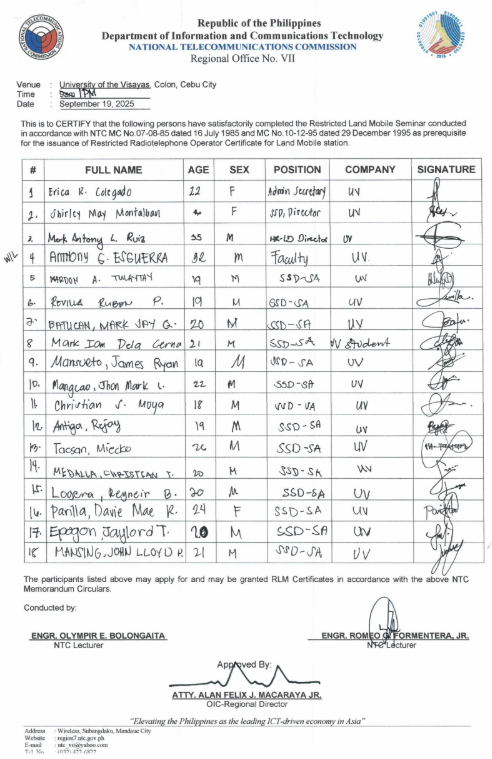 Republic of the Philippines
Department of Information and Communications Technology
NATIONAL TELECOMMUNICATIONS COMMISSION
Regional Office No. VII
Venue : University of the Visayas, Colon, Cebu City
Time : 1PM
Date : September 19, 2025
This is to CERTIFY that the following persons have satisfactorily completed the Restricted Land Mobile Seminar conducted
in accordance with NTC MC No.07-08-85 dated 16 July 1985 and MC No.10-12-95 dated 29 December 1995 as prerequisite
for the issuance of Restricted Radiotelephone Operator Certificate for Land Mobile station.
# FULL NAME AGE SEX POSITION COMPANY SIGNATURE
1 Erica R. Colegado 22 F Admin Secretary UV
2. Shirley May Montalban F SSD, Director UV
3. Mark Antony L. Ruiz 55 M HR-LD Director UV
W/L 4 ANTHONY G. ESGUERRA 32 M Faculty UV
5 MARDON A. TULAYTAY 19 M SSD-SA UV
6. ROVILLA RUBEN P. 19 M SSD-SA UV
7. BATUCAN, MARK JAY G. 20 M SSD-SA UV
8 Mark Ian Dela Cerna 21 M SSD-SA UV student
9. Mansueto, James Ryan 19 M SSD-SA UV
10. Mangcao, Jhon Mark L. 22 M SSD-SA UV
11. Christian S. Moya 18 M SSD-SA UV
12. Antiga, Rejoy 19 M SSD-SA UV
13. Tacsan, Miecko 26 M SSD-SA UV
14. MEDALLA, CHRISTIAN T. 20 M SSD-SA UV
15. Looera, Reyneir B. 20 M SSD-SA UV
16. Parilla, Davie Mae R. 24 F SSD-SA UV
17. Epogon Jaylord T. 20 M SSD-SA UV
18 MANSING, JOHN LLOYD P. 21 M SSD-SA UV
The participants listed above may apply for and may be granted RLM Certificates in accordance with the above NTC
Memorandum Circulars.
Conducted by:
ENGR. OLYMPIR E. BOLONGAITA ENGR. ROMEO G. FORMENTERA, JR.
NTC Lecturer NTC Lecturer
Approved By:
ATTY. ALAN FELIX J. MACARAYA JR.
OIC-Regional Director
"Elevating the Philippines as the leading ICT-driven economy in Asia"
Address : Wireless, Subangdaku, Mandaue City
Website : region7.ntc.gov.ph
E-mail : ntc_vii@yahoo.com
Tel. No. : (032)